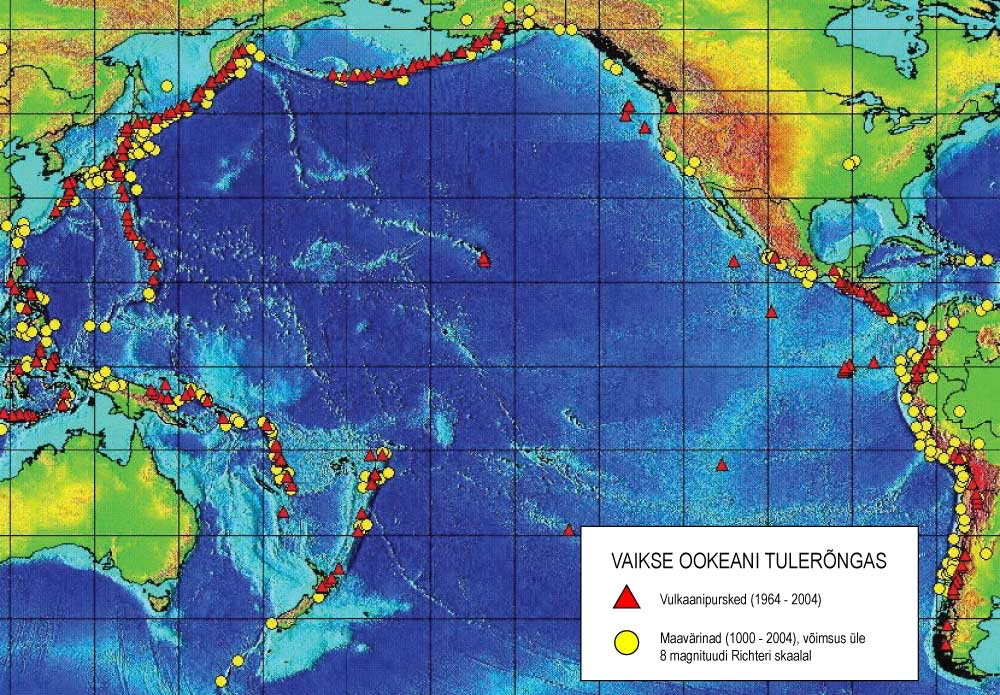 VAIKSE OOKEANI TULERÕNGAS
Vulkaanipursked (1964 - 2004)
Maavärinad (1000 - 2004), võimsus üle
8 magnituudi Richteri skaalal